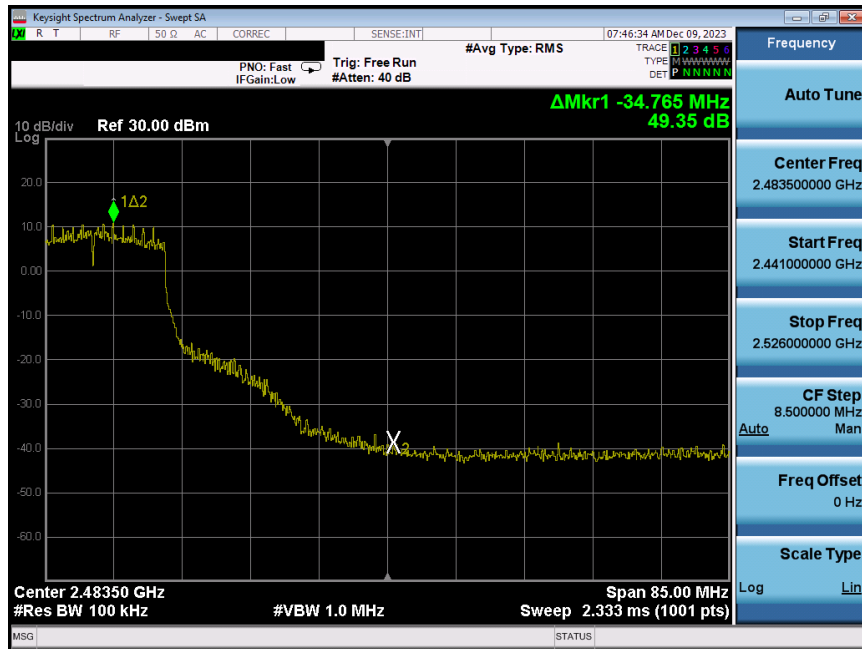 Keysight Spectrum Analyzer - Swept SA
LXI R T RF 50 Ω AC CORREC SENSE:INT 07:46:34 AM Dec 09, 2023
#Avg Type: RMS TRACE 1 2 3 4 5 6
PNO: Fast Trig: Free Run TYPE M WWWWW
IFGain:Low #Atten: 40 dB DET P N N N N N
ΔMkr1 -34.765 MHz
49.35 dB
10 dB/div Ref 30.00 dBm
Log
20.0
1Δ2
10.0
0.00
-10.0
-20.0
-30.0
-40.0
2
-50.0
-60.0
Center 2.48350 GHz Span 85.00 MHz
#Res BW 100 kHz #VBW 1.0 MHz Sweep 2.333 ms (1001 pts)
MSG STATUS
Frequency
Auto Tune
Center Freq
2.483500000 GHz
Start Freq
2.441000000 GHz
Stop Freq
2.526000000 GHz
CF Step
8.500000 MHz
Auto Man
Freq Offset
0 Hz
Scale Type
Log Lin